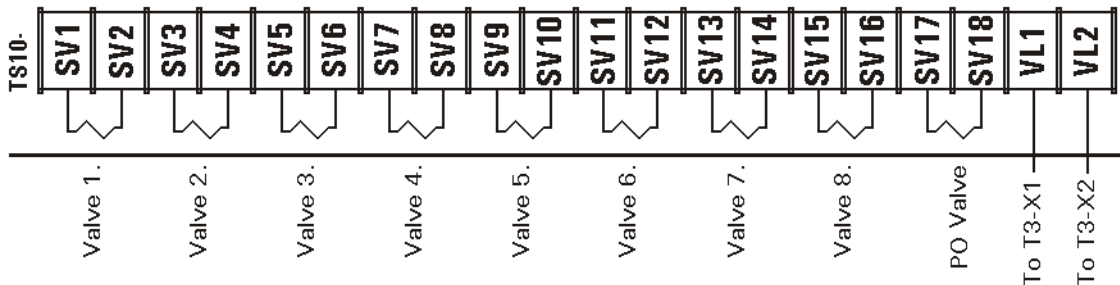 TS10-
SV1
SV2
SV3
SV4
SV5
SV6
SV7
SV8
SV9
SV10
SV11
SV12
SV13
SV14
SV15
SV16
SV17
SV18
VL1
VL2
Valve 1.
Valve 2.
Valve 3.
Valve 4.
Valve 5.
Valve 6.
Valve 7.
Valve 8.
PO Valve
To T3-X1
To T3-X2